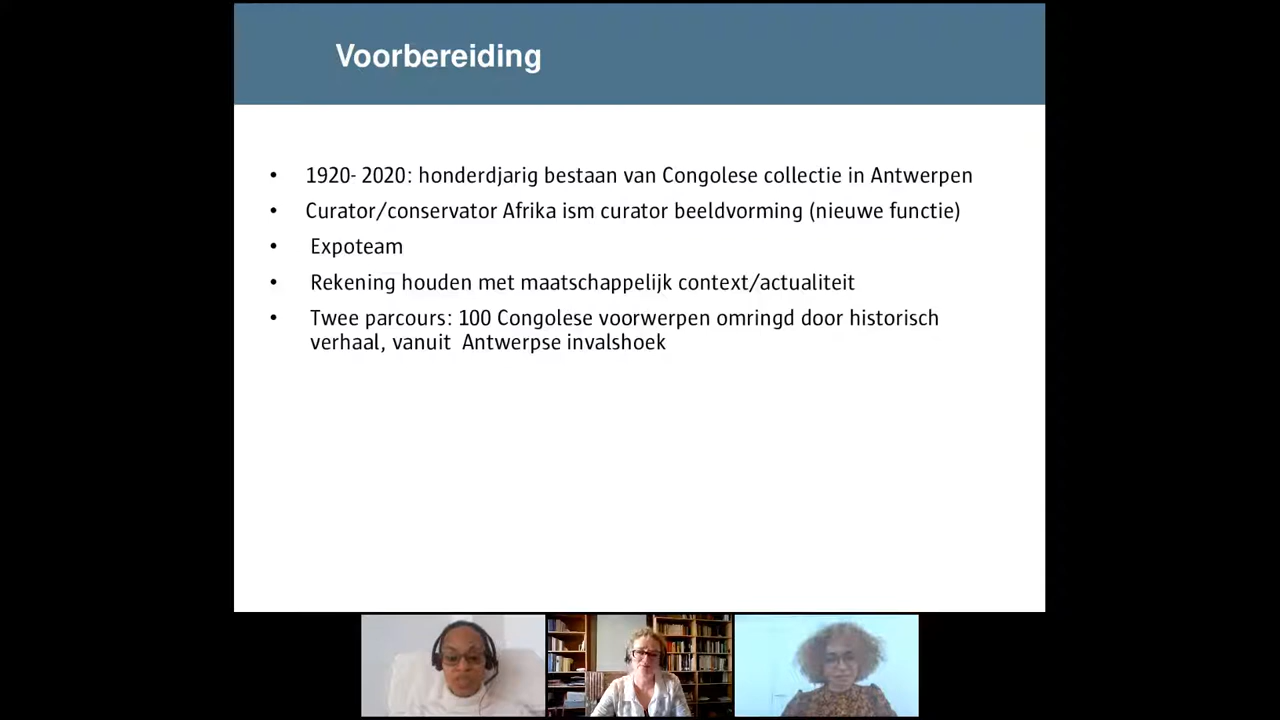 Voorbereiding
• 1920- 2020: honderdjarig bestaan van Congolese collectie in Antwerpen
• Curator/conservator Afrika ism curator beeldvorming (nieuwe functie)
• Expoteam
• Rekening houden met maatschappelijk context/actualiteit
• Twee parcours: 100 Congolese voorwerpen omringd door historisch
verhaal, vanuit Antwerpse invalshoek